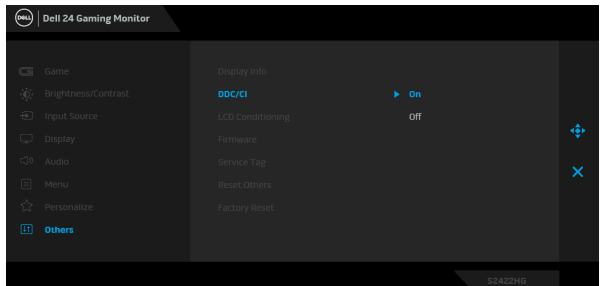 DELL
Dell 24 Gaming Monitor
Game
Brightness/Contrast
Input Source
Display
Audio
Menu
Personalize
Others
Display Info
DDC/CI
On
LCD Conditioning
Off
Firmware
Service Tag
Reset Others
Factory Reset
S2422HG